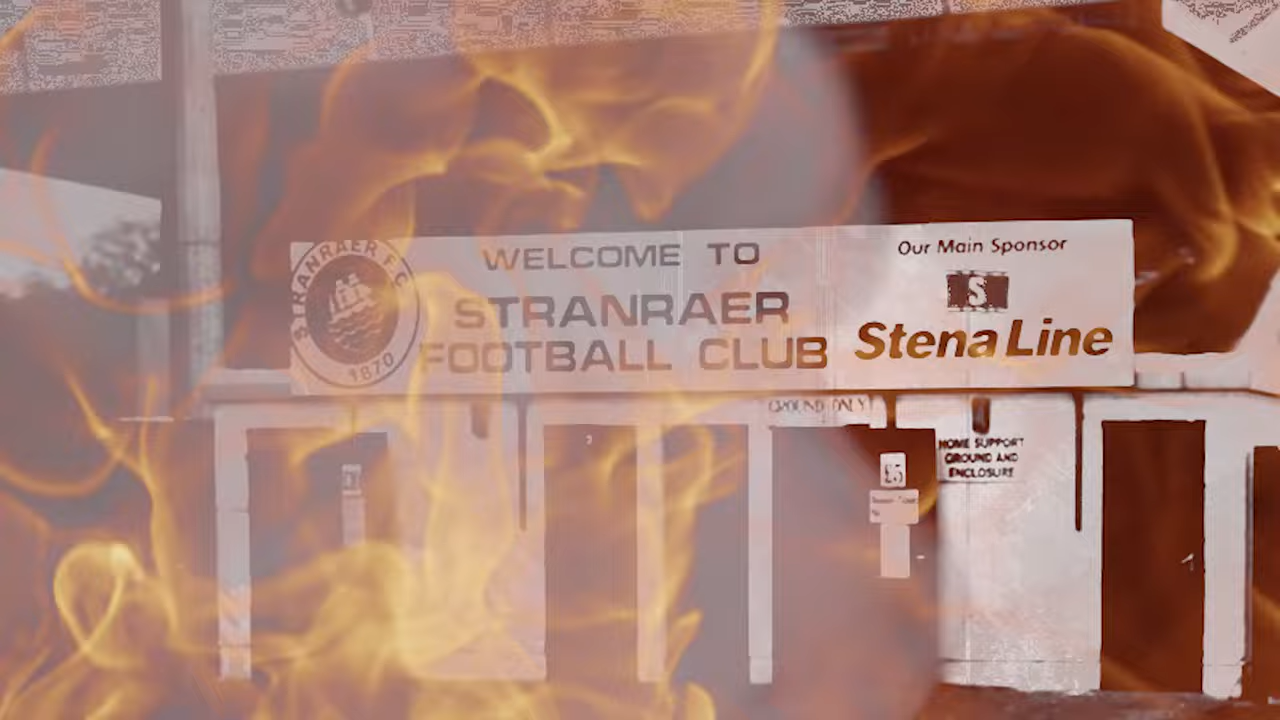 STRANRAER F.C
1870
WELCOME TO
STRANRAER
FOOTBALL CLUB
Our Main Sponsor
S
Stena Line
GROUND ONLY
HOME SUPPORT
GROUND AND
ENCLOSURE
£5